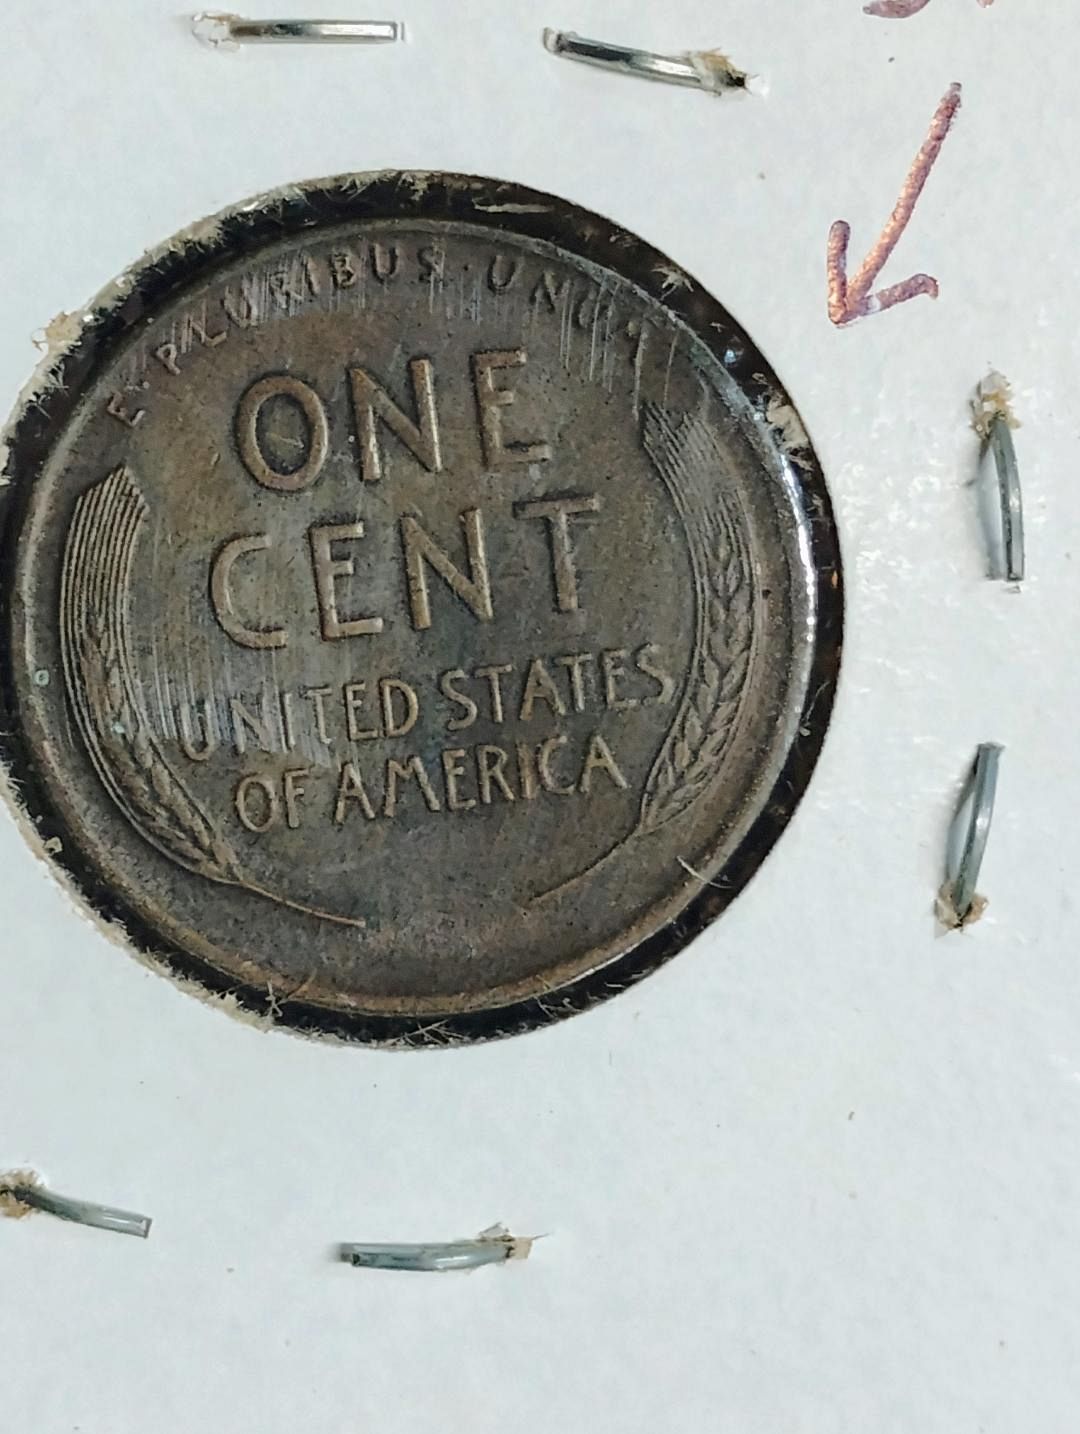 E · PLURIBUS · UNUM
ONE
CENT
UNITED STATES
OF AMERICA